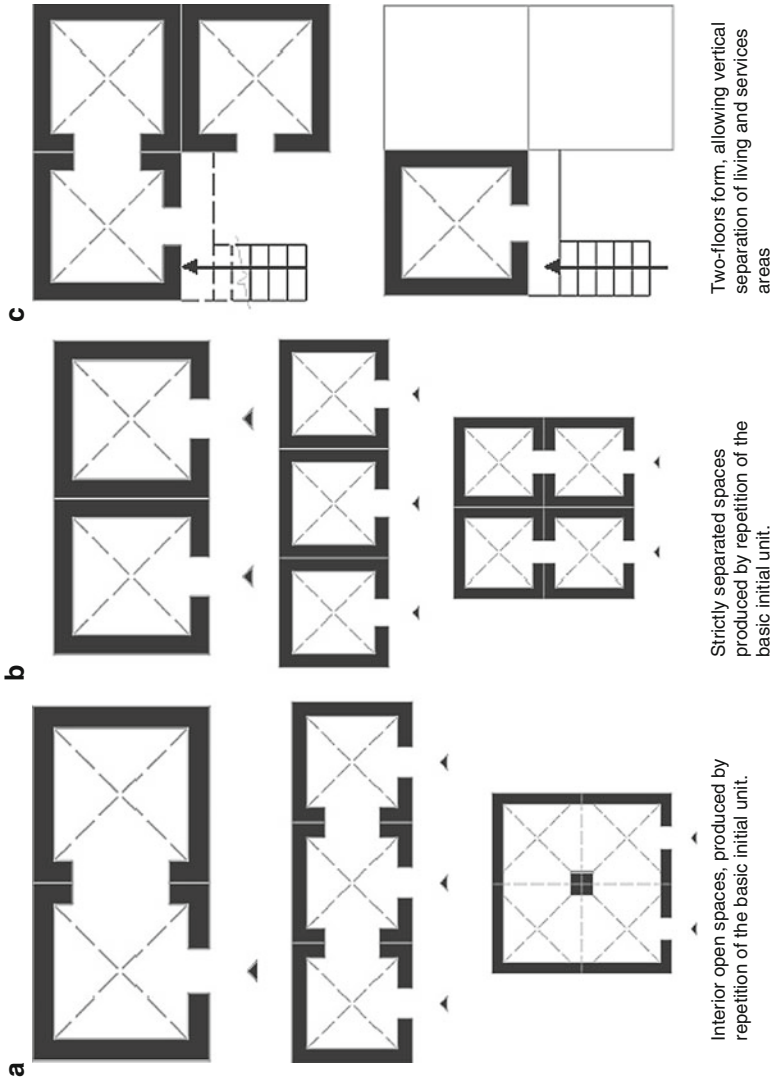 a
Interior open spaces, produced by
repetition of the basic initial unit.
b
Strictly separated spaces
produced by repetition of the
basic initial unit.
c
Two-floors form, allowing vertical
separation of living and services
areas